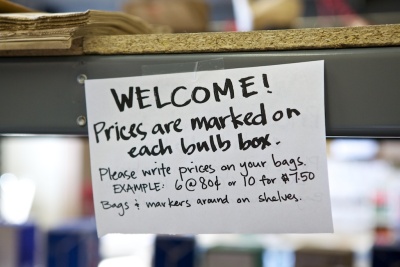 WELCOME!
Prices are marked on
each bulb box.
Please write prices on your bags.
EXAMPLE: 6@80¢ or 10 for $7.50
Bags & markers around on shelves.